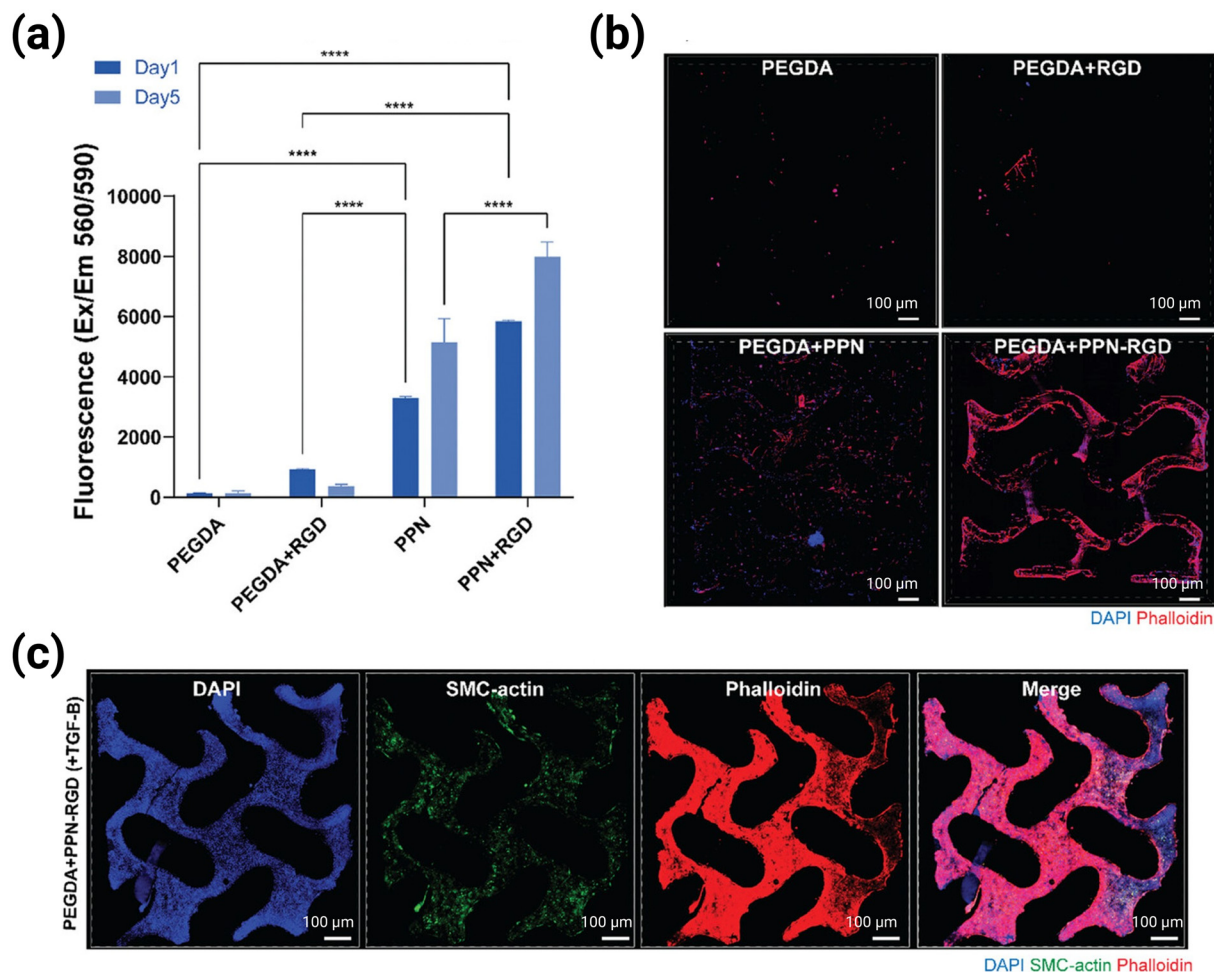 (a)
Day1
Day5
****
****
****
****
****
Fluorescence (Ex/Em 560/590)
10000
8000
6000
4000
2000
0
PEGDA
PEGDA+RGD
PPN
PPN+RGD
(b)
PEGDA
100 µm
PEGDA+RGD
100 µm
PEGDA+PPN
100 µm
PEGDA+PPN-RGD
100 µm
DAPI Phalloidin
(c)
PEGDA+PPN-RGD (+TGF-B)
DAPI
100 µm
SMC-actin
100 µm
Phalloidin
100 µm
Merge
100 µm
DAPI SMC-actin Phalloidin